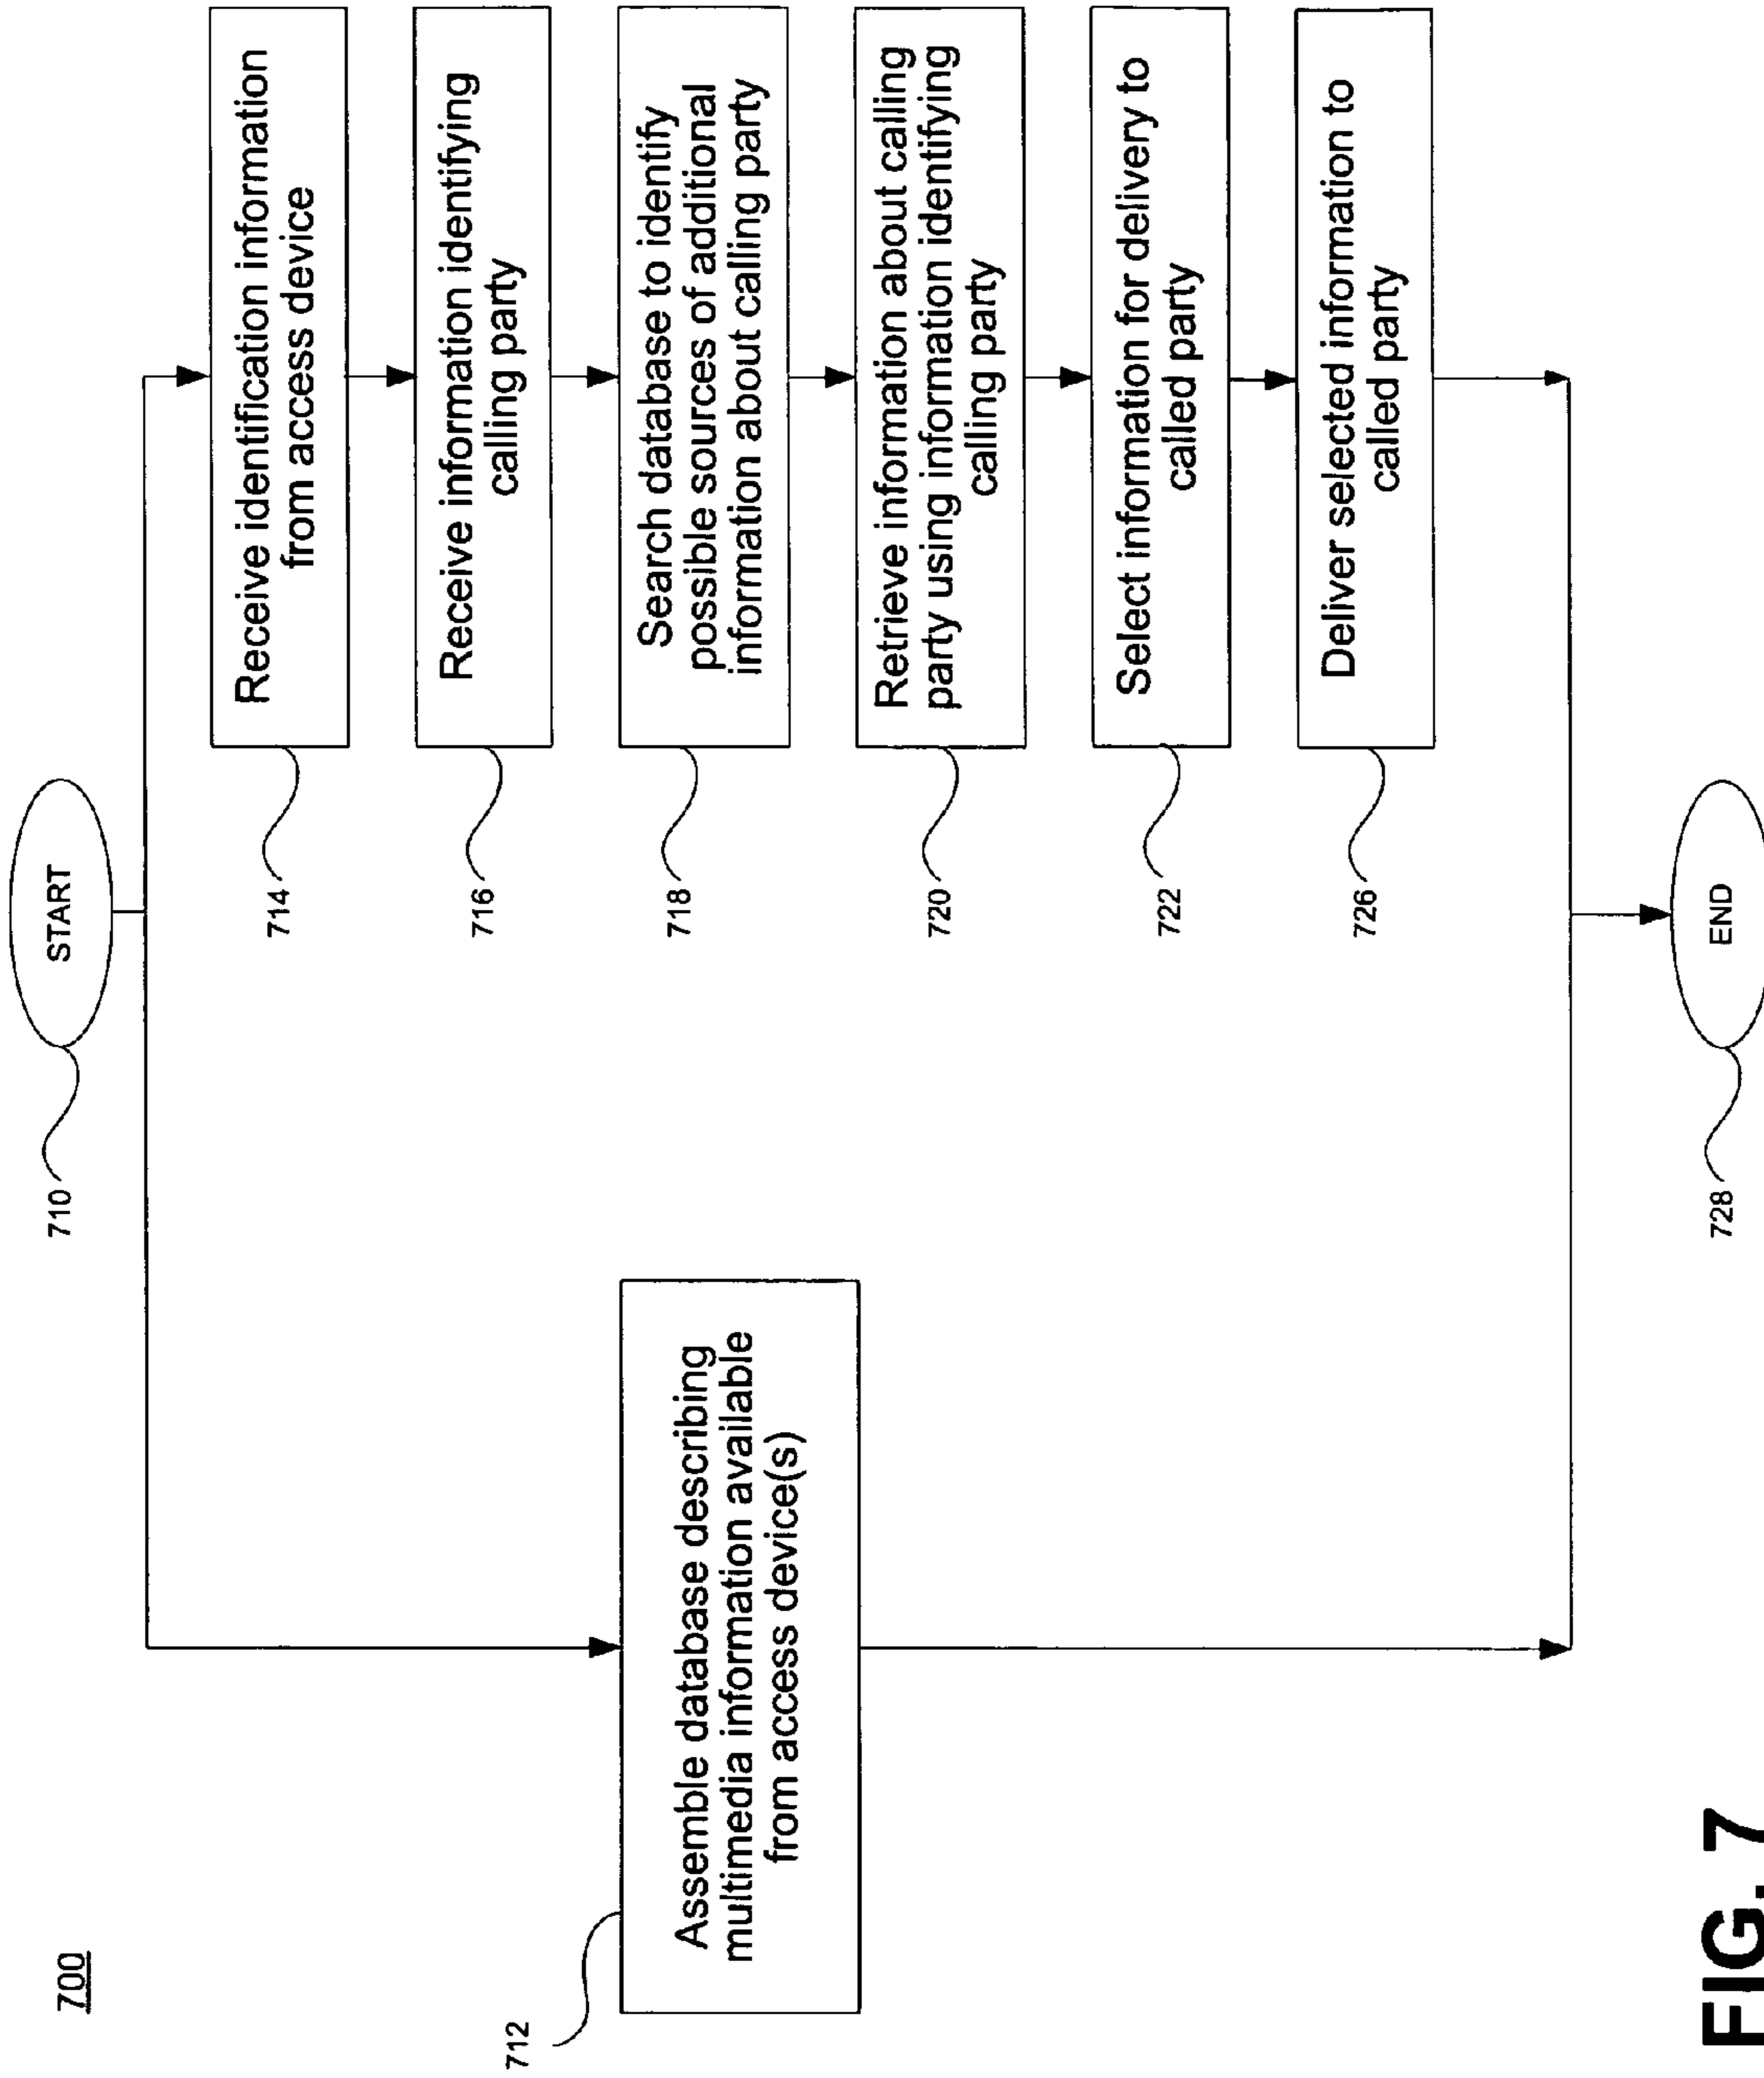 700
START
710
712
Assemble database describing
multimedia information available
from access device(s)
714
Receive identification information
from access device
716
Receive information identifying
calling party
718
Search database to identify
possible sources of additional
information about calling party
720
Retrieve information about calling
party using information identifying
calling party
722
Select information for delivery to
called party
726
Deliver selected information to
called party
END
728
FIG. 7